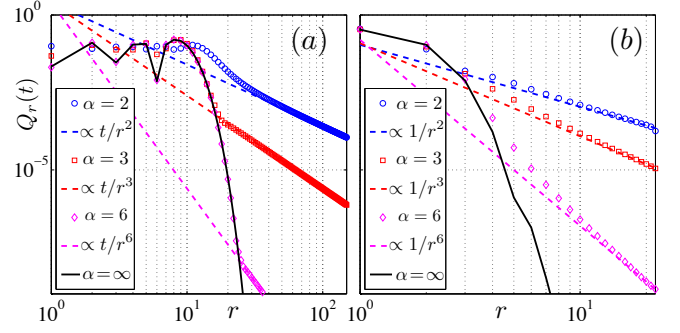 10^0
(a)
(b)
Q_r(t)
10^{-5}
α = 2
∝ t/r^2
α = 3
∝ t/r^3
α = 6
∝ t/r^6
α=∞
α = 2
∝ 1/r^2
α = 3
∝ 1/r^3
α = 6
∝ 1/r^6
α=∞
10^0 10^1 r 10^2
10^0 r 10^1